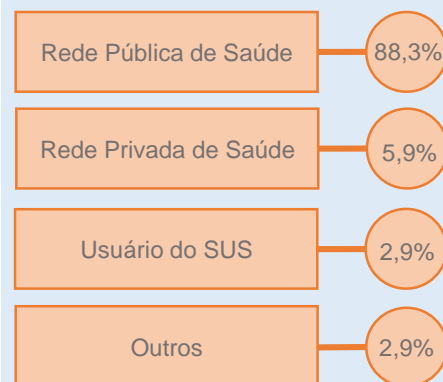 Rede Pública de Saúde 88,3%
Rede Privada de Saúde 5,9%
Usuário do SUS 2,9%
Outros 2,9%